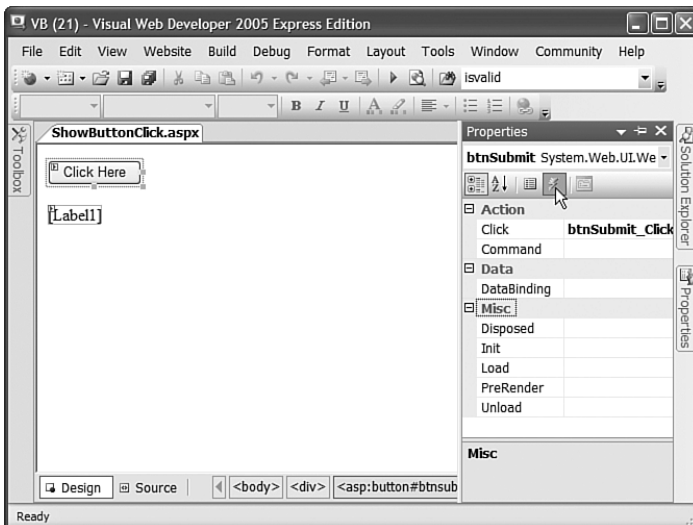 VB (21) - Visual Web Developer 2005 Express Edition
File Edit View Website Build Debug Format Layout Tools Window Community Help
isvalid
B I U A
Toolbox
ShowButtonClick.aspx
Click Here
[Label1]
Properties
btnSubmit System.Web.UI.We
Action
Click btnSubmit_Click
Command
Data
DataBinding
Misc
Disposed
Init
Load
PreRender
Unload
Misc
Solution Explorer
Properties
Design Source <body> <div> <asp:button#btnsub
Ready